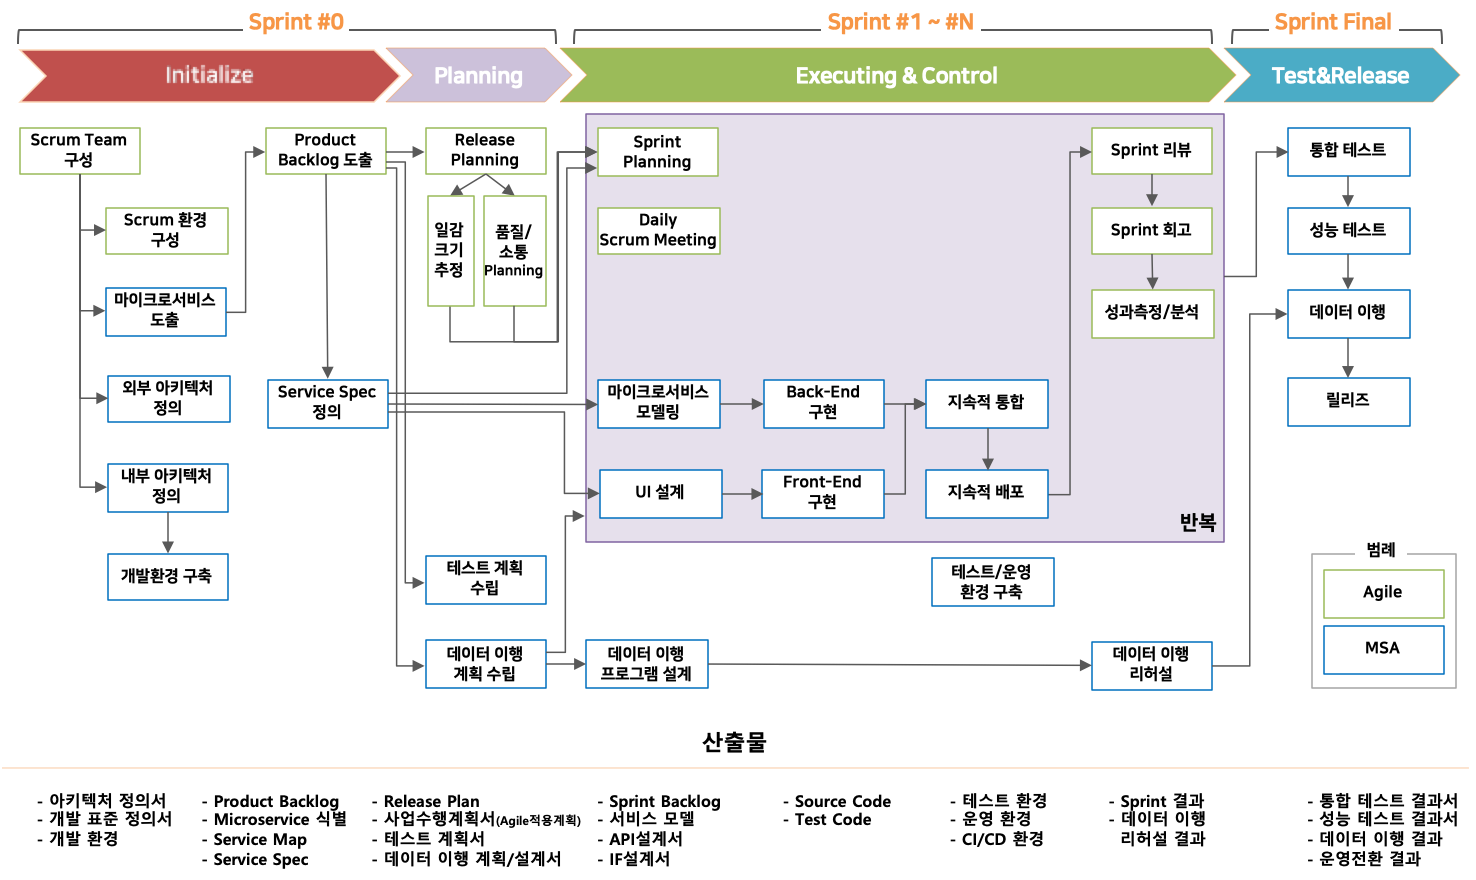 Sprint #0
Sprint #1 ~ #N
Sprint Final
Initialize
Planning
Executing & Control
Test&Release
Scrum Team
구성
Scrum 환경
구성
마이크로서비스
도출
외부 아키텍처
정의
내부 아키텍처
정의
개발환경 구축
Product
Backlog 도출
Service Spec
정의
Release
Planning
일감
크기
추정
품질/
소통
Planning
테스트 계획
수립
데이터 이행
계획 수립
Sprint
Planning
Daily
Scrum Meeting
마이크로서비스
모델링
Back-End
구현
지속적 통합
UI 설계
Front-End
구현
지속적 배포
Sprint 리뷰
Sprint 회고
성과측정/분석
반복
테스트/운영
환경 구축
데이터 이행
프로그램 설계
데이터 이행
리허설
통합 테스트
성능 테스트
데이터 이행
릴리즈
범례
Agile
MSA
산출물
- 아키텍처 정의서
- 개발 표준 정의서
- 개발 환경
- Product Backlog
- Microservice 식별
- Service Map
- Service Spec
- Release Plan
- 사업수행계획서(Agile적용계획)
- 테스트 계획서
- 데이터 이행 계획/설계서
- Sprint Backlog
- 서비스 모델
- API설계서
- IF설계서
- Source Code
- Test Code
- 테스트 환경
- 운영 환경
- CI/CD 환경
- Sprint 결과
- 데이터 이행
리허설 결과
- 통합 테스트 결과서
- 성능 테스트 결과서
- 데이터 이행 결과
- 운영전환 결과